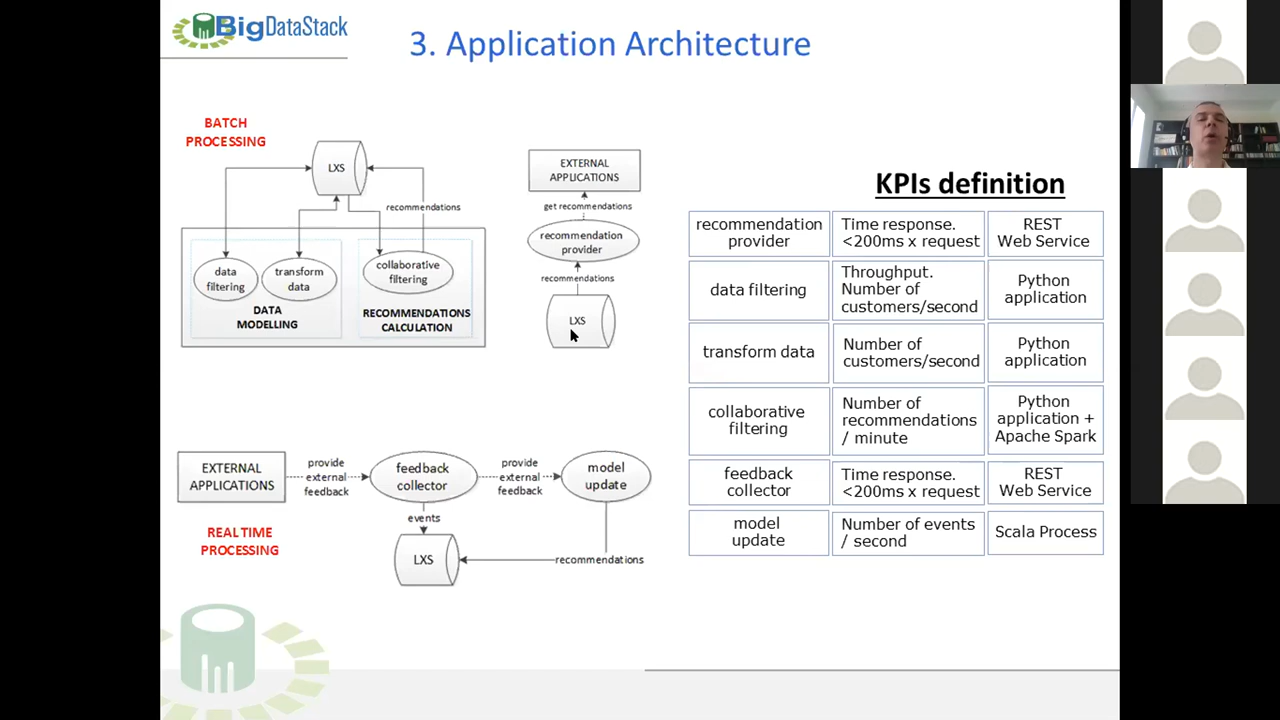 BigDataStack
3. Application Architecture
BATCH
PROCESSING
LXS
recommendations
data
filtering
transform
data
collaborative
filtering
DATA
MODELLING
RECOMMENDATIONS
CALCULATION
EXTERNAL
APPLICATIONS
get recommendations
recommendation
provider
recommendations
LXS
EXTERNAL
APPLICATIONS
provide
external
feedback
feedback
collector
provide
external
feedback
model
update
events
REAL TIME
PROCESSING
LXS
recommendations
KPIs definition
recommendation
provider
Time response.
<200ms x request
REST
Web Service
data filtering
Throughput.
Number of
customers/second
Python
application
transform data
Number of
customers/second
Python
application
collaborative
filtering
Number of
recommendations
/ minute
Python
application +
Apache Spark
feedback
collector
Time response.
<200ms x request
REST
Web Service
model
update
Number of events
/ second
Scala Process